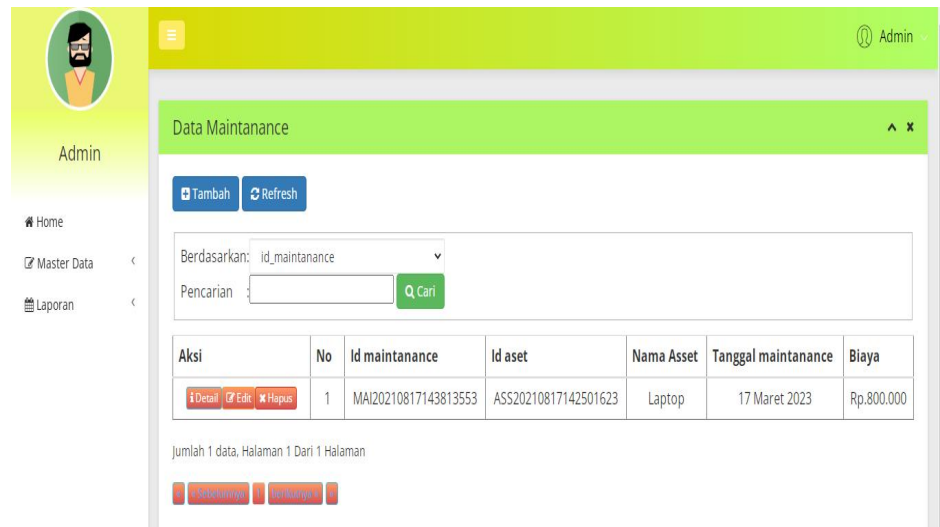 Admin
Admin
Home
Master Data
Laporan
Data Maintanance
Tambah Refresh
Berdasarkan: id_maintanance
Pencarian : Cari
Aksi No Id maintanance Id aset Nama Asset Tanggal maintanance Biaya
Detail Edit Hapus 1 MAI20210817143813553 ASS20210817142501623 Laptop 17 Maret 2023 Rp.800.000
Jumlah 1 data, Halaman 1 Dari 1 Halaman
« « Sebelumnya 1 »